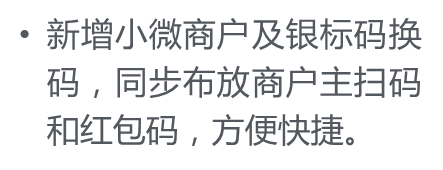 • 新增小微商户及银标码换
码，同步布放商户主扫码
和红包码，方便快捷。